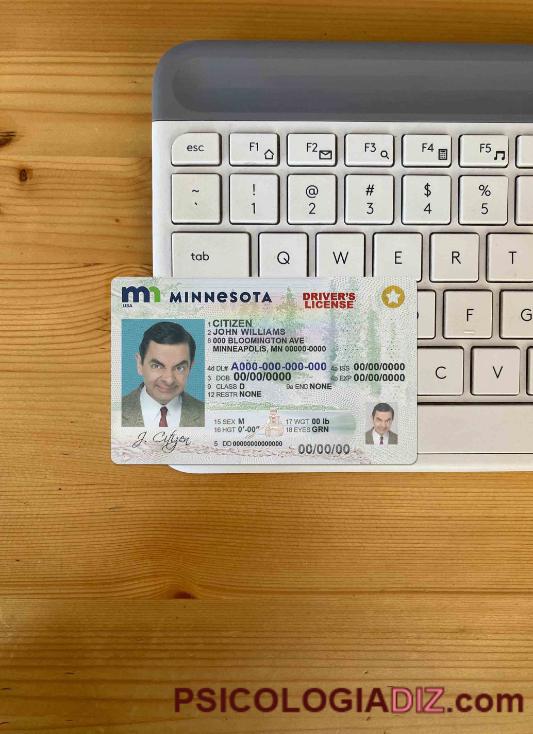 esc F1 F2 F3 F4 F5
~ ! @ # $ %
` 1 2 3 4 5
tab Q W E R T
F G
C V
mn MINNESOTA DRIVER'S
USA LICENSE
1 CITIZEN
2 JOHN WILLIAMS
8 000 BLOOMINGTON AVE
MINNEAPOLIS, MN 00000-0000
4d DL# A000-000-000-000 4a ISS 00/00/0000
3 DOB 00/00/0000 4b EXP 00/00/0000
9 CLASS D 9a END NONE
12 RESTR NONE
15 SEX M 17 WGT 00 lb
16 HGT 0'-00" 18 EYES GRN
J. Citizen
5 DD 00/00/00
PSICOLOGIADIZ.com